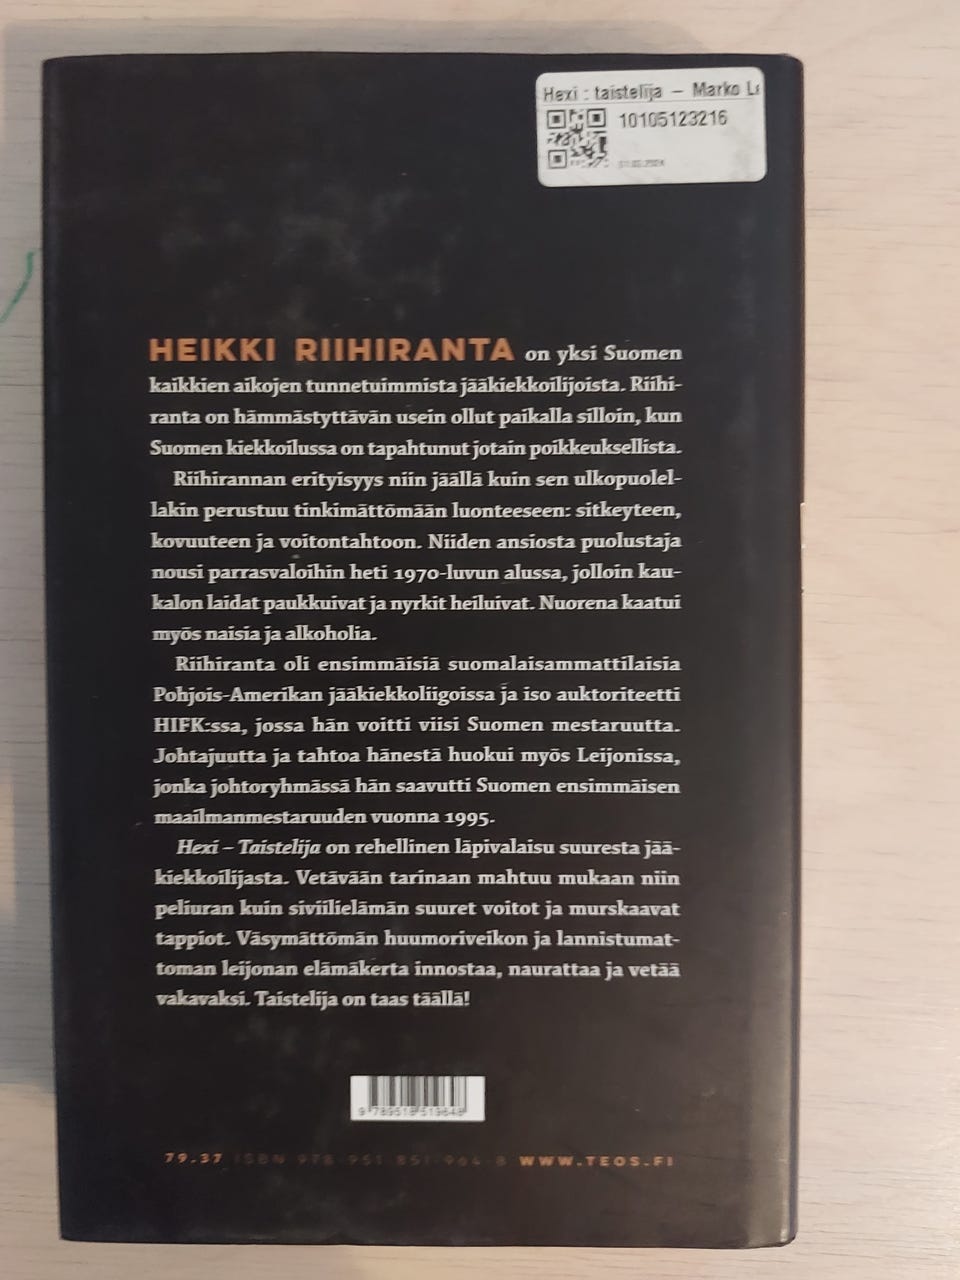 Hexi : taistelija – Marko
10105123216
HEIKKI RIIHIRANTA on yksi Suomen
kaikkien aikojen tunnetuimmista jääkiekkoilijoista. Riihi-
ranta on hämmästyttävän usein ollut paikalla silloin, kun
Suomen kiekkoilussa on tapahtunut jotain poikkeuksellista.
Riihirannan erityisyys niin jäällä kuin sen ulkopuolel-
lakin perustuu tinkimättömään luonteeseen: sitkeyteen,
kovuuteen ja voitontahtoon. Niiden ansiosta puolustaja
nousi parrasvaloihin heti 1970-luvun alussa, jolloin kau-
kalon laidat paukkuivat ja nyrkit heiluivat. Nuorena kaatui
myös naisia ja alkoholia.
Riihiranta oli ensimmäisiä suomalaisammattilaisia
Pohjois-Amerikan jääkiekkoliigoissa ja iso auktoriteetti
HIFK:ssa, jossa hän voitti viisi Suomen mestaruutta.
Johtajuutta ja tahtoa hänestä huokui myös Leijonissa,
jonka johtoryhmässä hän saavutti Suomen ensimmäisen
maailmanmestaruuden vuonna 1995.
Hexi – Taistelija on rehellinen läpivalaisu suuresta jää-
kiekkoilijasta. Vetävään tarinaan mahtuu mukaan niin
peliuran kuin siviilielämän suuret voitot ja murskaavat
tappiot. Väsymättömän huumoriveikon ja lannistumat-
toman leijonan elämäkerta innostaa, naurattaa ja vetää
vakavaksi. Taistelija on taas täällä!
9 789518 519648
79.37 ISBN 978-951-851-964-8 WWW.TEOS.FI